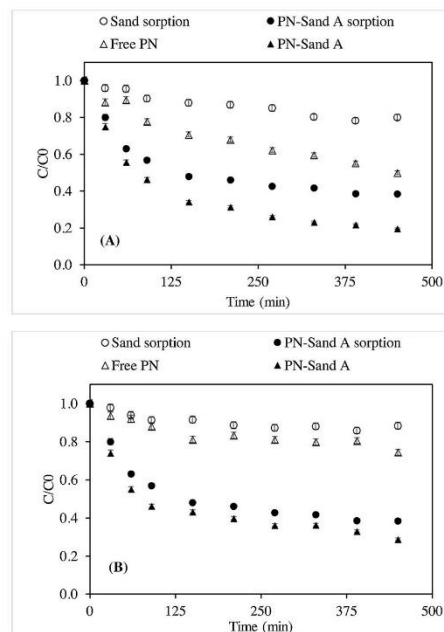 Sand sorption PN-Sand A sorption
Free PN PN-Sand A
1.0
0.8
0.6
0.4
0.2
0.0
C/C0
(A)
0 125 250 375 500
Time (min)
Sand sorption PN-Sand A sorption
Free PN PN-Sand A
1.0
0.8
0.6
0.4
0.2
0.0
C/C0
(B)
0 125 250 375 500
Time (min)